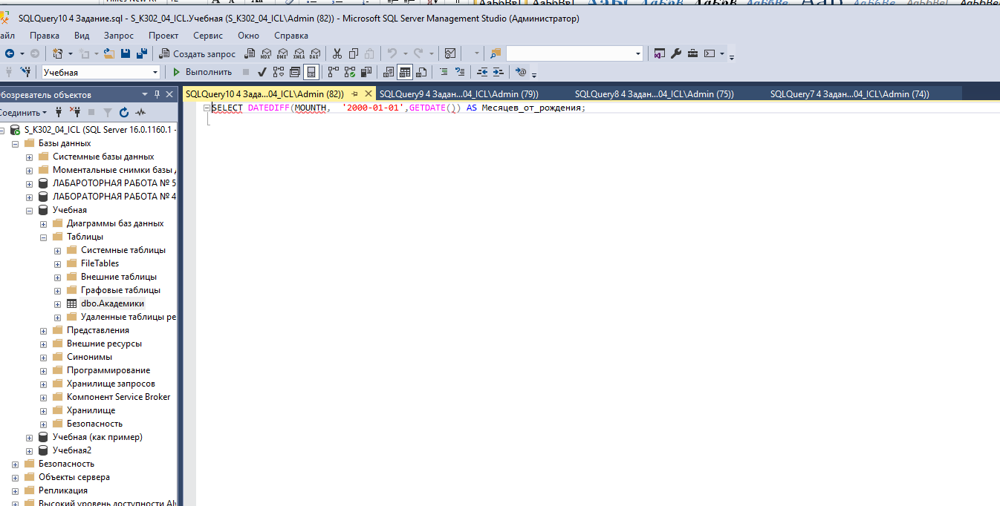 SQLQuery10 4 Задание.sql - S_K302_04_ICL.Учебная (S_K302_04_ICL\Admin (82)) - Microsoft SQL Server Management Studio (Администратор)
айл Правка Вид Запрос Проект Сервис Окно Справка
Создать запрос MDX DMX XMLA DAX
Учебная Выполнить
бозреватель объектов
SQLQuery10 4 Зада...04_ICL\Admin (82)) SQLQuery9 4 Задан...04_ICL\Admin (79)) SQLQuery8 4 Задан...04_ICL\Admin (75)) SQLQuery7 4 Задан...04_ICL\Admin (74))
SELECT DATEDIFF(MOUNTH, '2000-01-01',GETDATE()) AS Месяцев_от_рождения;
Соединить
S_K302_04_ICL (SQL Server 16.0.1160.1 -
Базы данных
Системные базы данных
Моментальные снимки базы
ЛАБАРОТОРНАЯ РАБОТА № 5
ЛАБОРАТОРНАЯ РАБОТА № 4
Учебная
Диаграммы баз данных
Таблицы
Системные таблицы
FileTables
Внешние таблицы
Графовые таблицы
dbo.Академики
Удаленные таблицы ре
Представления
Внешние ресурсы
Синонимы
Программирование
Хранилище запросов
Компонент Service Broker
Хранилище
Безопасность
Учебная (как пример)
Учебная2
Безопасность
Объекты сервера
Репликация
Высокий уровень доступности Al